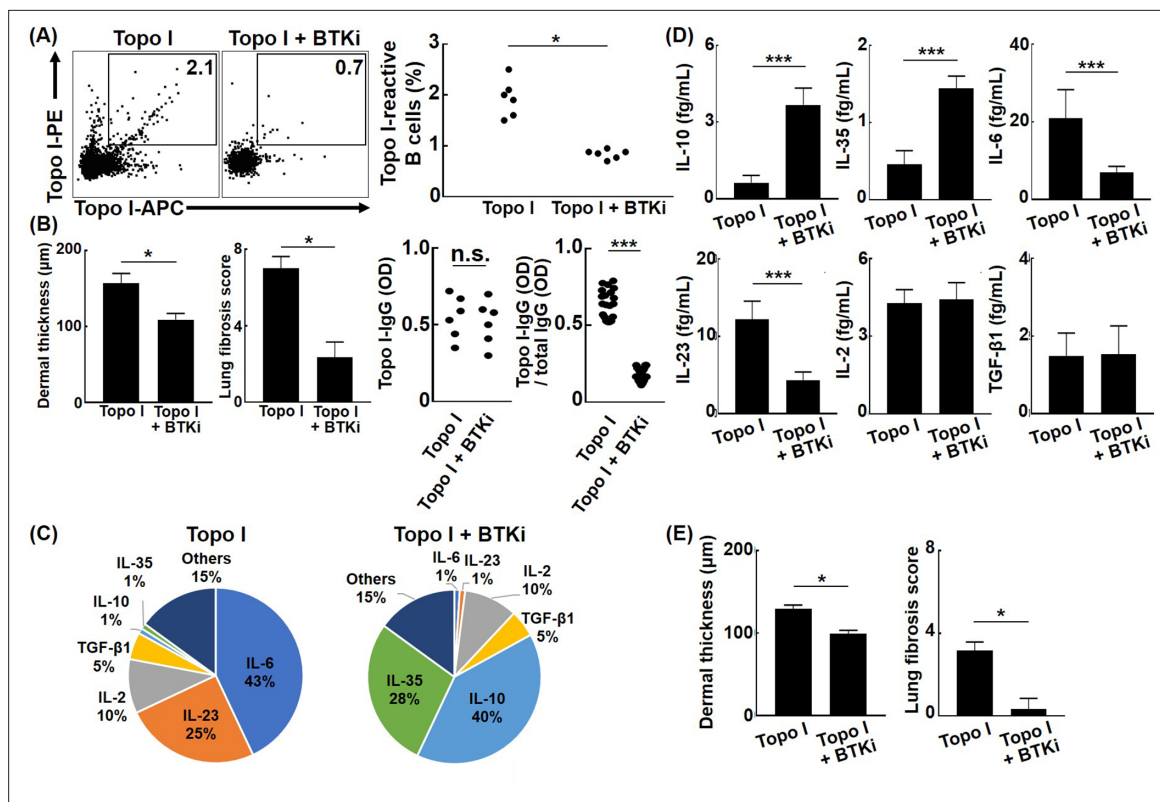 (A)
Topo I
Topo I + BTKi
2.1
0.7
Topo I-PE
Topo I-APC
Topo I-reactive
B cells (%)
3
2
1
0
*
Topo I
Topo I + BTKi
(B)
Dermal thickness (µm)
200
100
0
*
Topo I
Topo I
+ BTKi
Lung fibrosis score
8
4
0
*
Topo I
Topo I
+ BTKi
Topo I-IgG (OD)
1.0
0.5
0
n.s.
Topo I
Topo I + BTKi
Topo I-IgG (OD)
/ total IgG (OD)
1.0
0.5
0
***
Topo I
Topo I + BTKi
(C)
Topo I
IL-35
1%
Others
15%
IL-10
1%
TGF-β1
5%
IL-2
10%
IL-23
25%
IL-6
43%
Topo I + BTKi
IL-6
1%
IL-23
1%
IL-2
10%
TGF-β1
5%
IL-10
40%
IL-35
28%
Others
15%
(D)
IL-10 (fg/mL)
6
3
0
***
Topo I
Topo I
+ BTKi
IL-35 (fg/mL)
2
1
0
***
Topo I
Topo I
+ BTKi
IL-6 (fg/mL)
40
20
0
***
Topo I
Topo I
+ BTKi
IL-23 (fg/mL)
20
10
0
***
Topo I
Topo I
+ BTKi
IL-2 (fg/mL)
6
3
0
Topo I
Topo I
+ BTKi
TGF-β1 (fg/mL)
4
2
0
Topo I
Topo I
+ BTKi
(E)
Dermal thickness (µm)
200
100
0
*
Topo I
Topo I
+ BTKi
Lung fibrosis score
8
4
0
*
Topo I
Topo I
+ BTKi